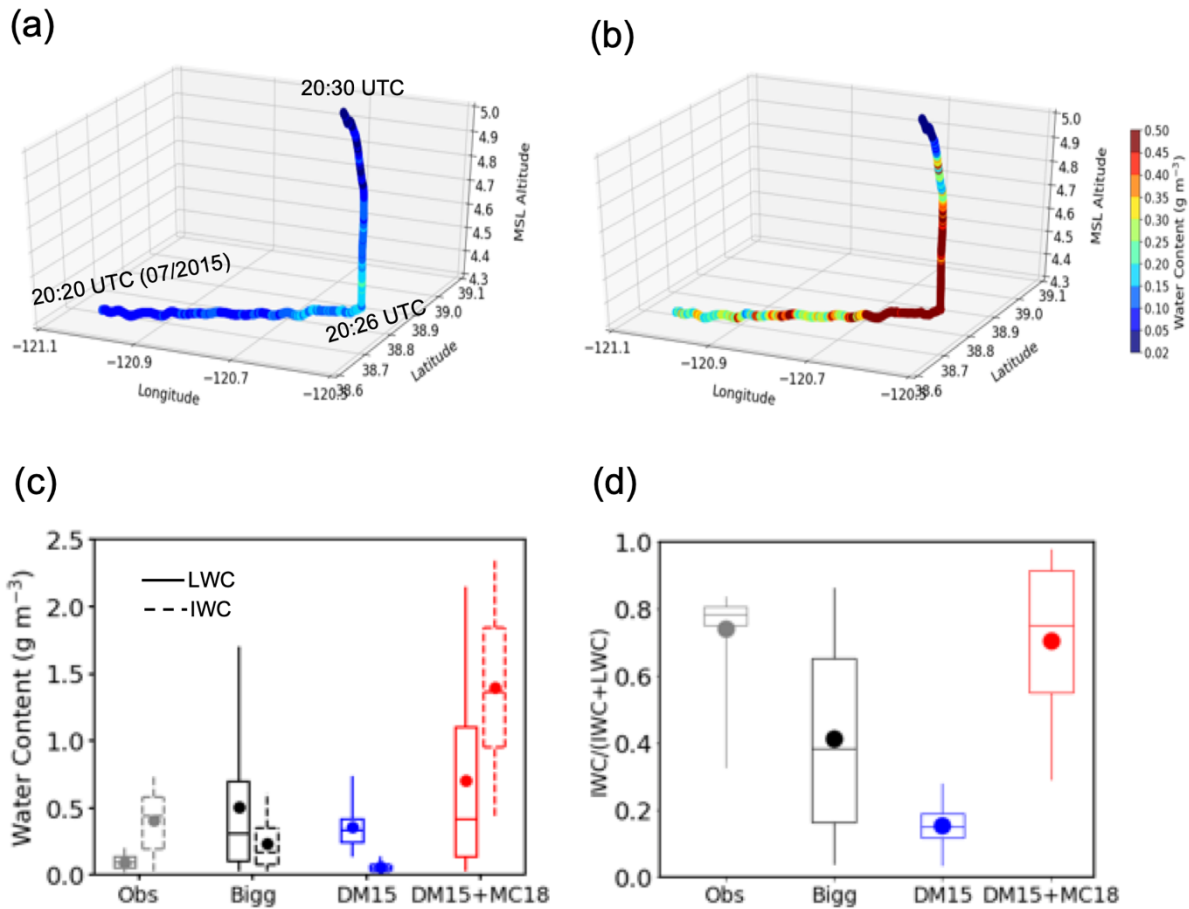 (a)
(b)
20:30 UTC
20:20 UTC (07/2015)
20:26 UTC
5.0
4.9
4.8
4.7
4.6
4.5
4.4
4.3
MSL Altitude
39.1
39.0
38.9
38.8
38.7
38.6
Latitude
−121.1
−120.9
−120.7
−120.5
Longitude
5.0
4.9
4.8
4.7
4.6
4.5
4.4
4.3
MSL Altitude
39.1
39.0
38.9
38.8
38.7
38.6
Latitude
−121.1
−120.9
−120.7
−120.5
Longitude
0.50
0.45
0.40
0.35
0.30
0.25
0.20
0.15
0.10
0.05
0.02
Water Content (g m⁻³)
(c)
(d)
2.5
2.0
1.5
1.0
0.5
0.0
Water Content (g m⁻³)
LWC
IWC
Obs
Bigg
DM15
DM15+MC18
1.0
0.8
0.6
0.4
0.2
0.0
IWC/(IWC+LWC)
Obs
Bigg
DM15
DM15+MC18